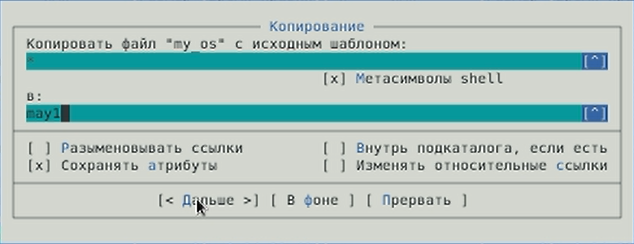 Копирование
Копировать файл "my_os" с исходным шаблоном:
* [^]
[x] Метасимволы shell
в:
may1 [^]
[ ] Разыменовывать ссылки [ ] Внутрь подкаталога, если есть
[x] Сохранять атрибуты [ ] Изменять относительные ссылки
[< Дальше >] [ В фоне ] [ Прервать ]